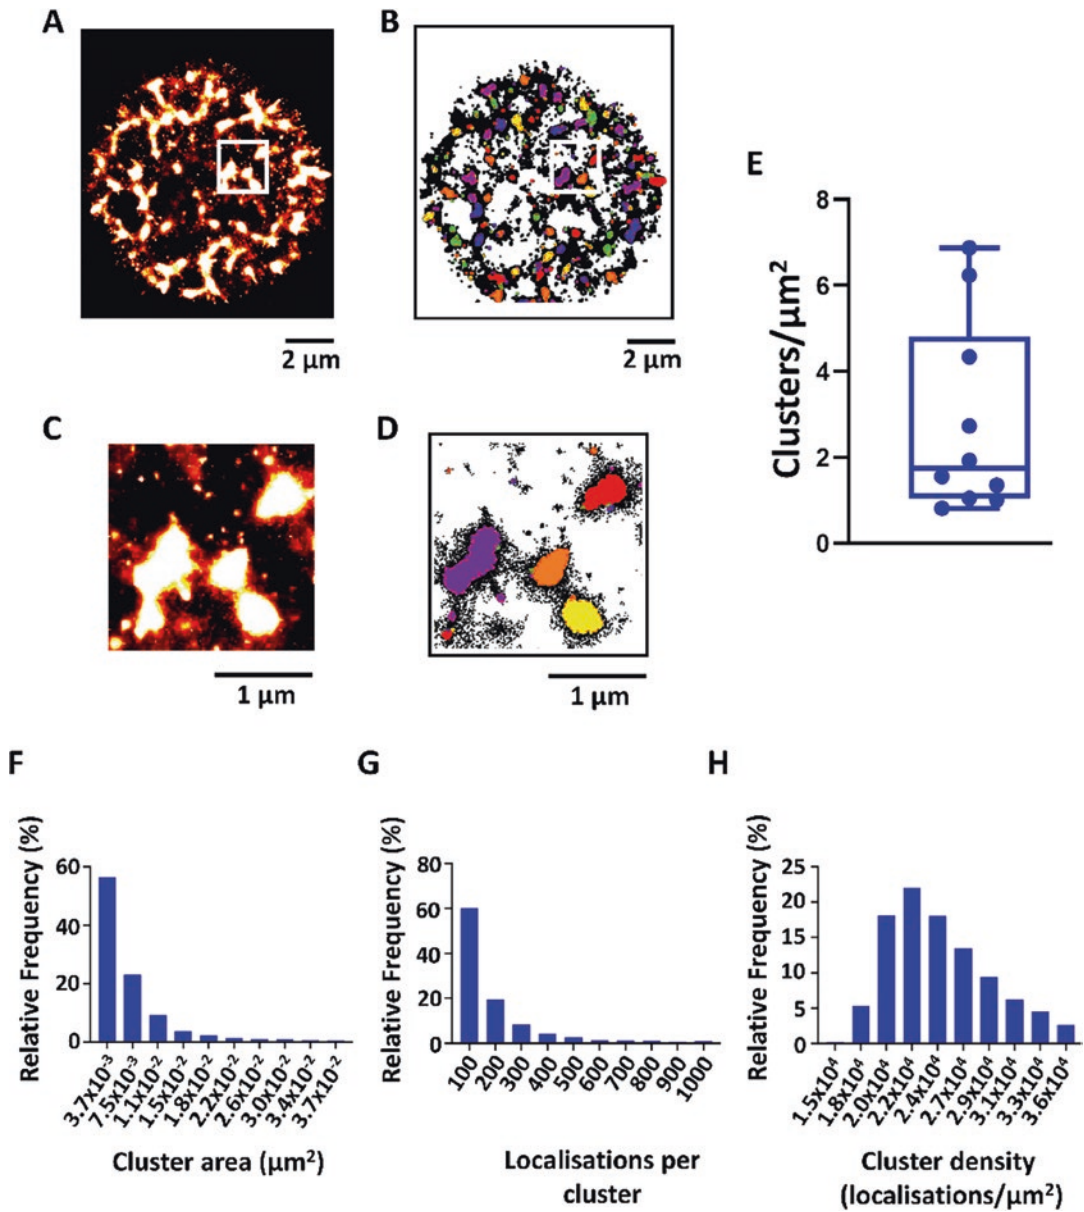 A
B
2 μm
2 μm
C
D
1 μm
1 μm
E
Clusters/μm²
8
6
4
2
0
F
Relative Frequency (%)
60
40
20
0
3.7x10⁻³
7.5x10⁻³
1.1x10⁻²
1.5x10⁻²
1.8x10⁻²
2.2x10⁻²
2.6x10⁻²
3.0x10⁻²
3.4x10⁻²
3.7x10⁻²
Cluster area (μm²)
G
Relative Frequency (%)
80
60
40
20
0
100
200
300
400
500
600
700
800
900
1000
Localisations per
cluster
H
Relative Frequency (%)
25
20
15
10
5
0
1.5x10⁴
1.8x10⁴
2.0x10⁴
2.2x10⁴
2.4x10⁴
2.7x10⁴
2.9x10⁴
3.1x10⁴
3.3x10⁴
3.6x10⁴
Cluster density
(localisations/μm²)